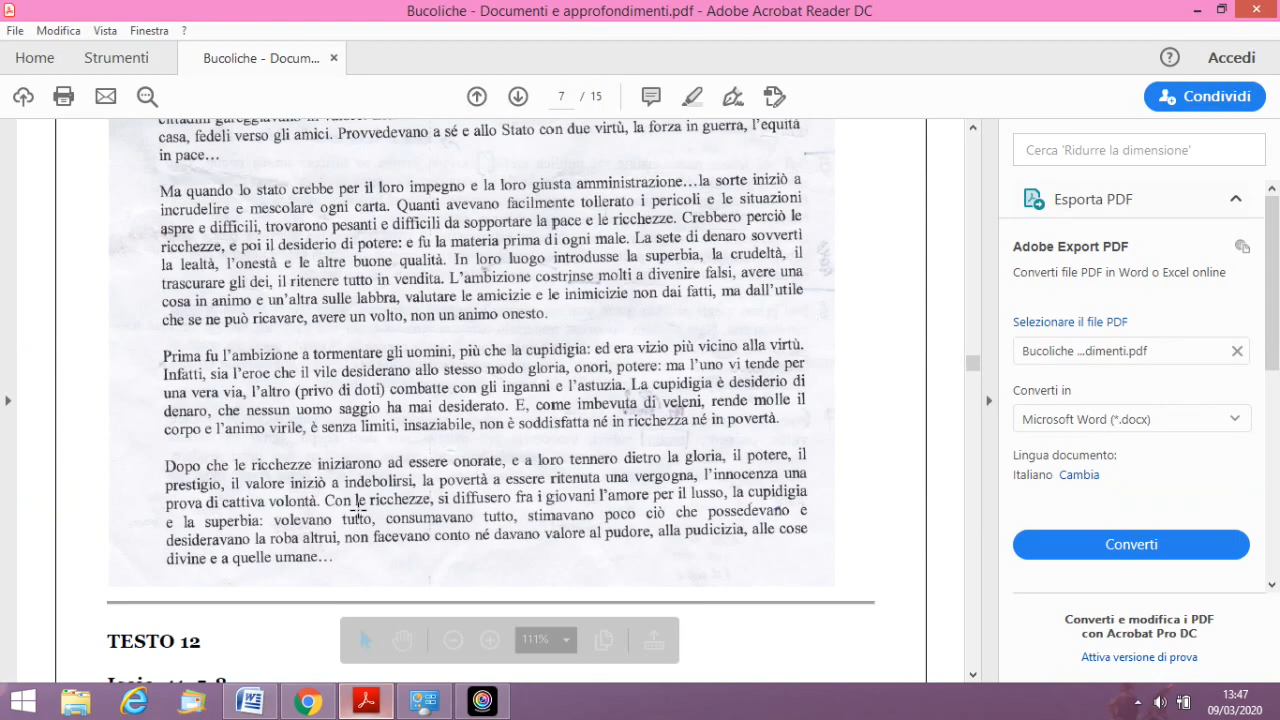 Bucoliche - Documenti e approfondimenti.pdf - Adobe Acrobat Reader DC
File Modifica Vista Finestra ?
Home Strumenti Bucoliche - Docum... × Accedi
7 / 15 Condividi
casa, fedeli verso gli amici. Provvedevano a sé e allo Stato con due virtù, la forza in guerra, l'equità
in pace…
Ma quando lo stato crebbe per il loro impegno e la loro giusta amministrazione…la sorte iniziò a
incrudelire e mescolare ogni carta. Quanti avevano facilmente tollerato i pericoli e le situazioni
aspre e difficili, trovarono pesanti e difficili da sopportare la pace e le ricchezze. Crebbero perciò le
ricchezze, e poi il desiderio di potere: e fu la materia prima di ogni male. La sete di denaro sovvertì
la lealtà, l'onestà e le altre buone qualità. In loro luogo introdusse la superbia, la crudeltà, il
trascurare gli dei, il ritenere tutto in vendita. L'ambizione costrinse molti a divenire falsi, avere una
cosa in animo e un'altra sulle labbra, valutare le amicizie e le inimicizie non dai fatti, ma dall'utile
che se ne può ricavare, avere un volto, non un animo onesto.
Prima fu l'ambizione a tormentare gli uomini, più che la cupidigia: ed era vizio più vicino alla virtù.
Infatti, sia l'eroe che il vile desiderano allo stesso modo gloria, onori, potere: ma l'uno vi tende per
una vera via, l'altro (privo di doti) combatte con gli inganni e l'astuzia. La cupidigia è desiderio di
denaro, che nessun uomo saggio ha mai desiderato. E, come imbevuta di veleni, rende molle il
corpo e l'animo virile, è senza limiti, insaziabile, non è soddisfatta né in ricchezza né in povertà.
Dopo che le ricchezze iniziarono ad essere onorate, e a loro tennero dietro la gloria, il potere, il
prestigio, il valore iniziò a indebolirsi, la povertà a essere ritenuta una vergogna, l'innocenza una
prova di cattiva volontà. Con le ricchezze, si diffusero fra i giovani l'amore per il lusso, la cupidigia
e la superbia: volevano tutto, consumavano tutto, stimavano poco ciò che possedevano e
desideravano la roba altrui, non facevano conto né davano valore al pudore, alla pudicizia, alle cose
divine e a quelle umane…
TESTO 12
111%
Cerca 'Ridurre la dimensione'
Esporta PDF
Adobe Export PDF
Converti file PDF in Word o Excel online
Selezionare il file PDF
Bucoliche ...dimenti.pdf
Converti in
Microsoft Word (*.docx)
Lingua documento:
Italiano Cambia
Converti
Converti e modifica i PDF
con Acrobat Pro DC
Attiva versione di prova
13:47
09/03/2020